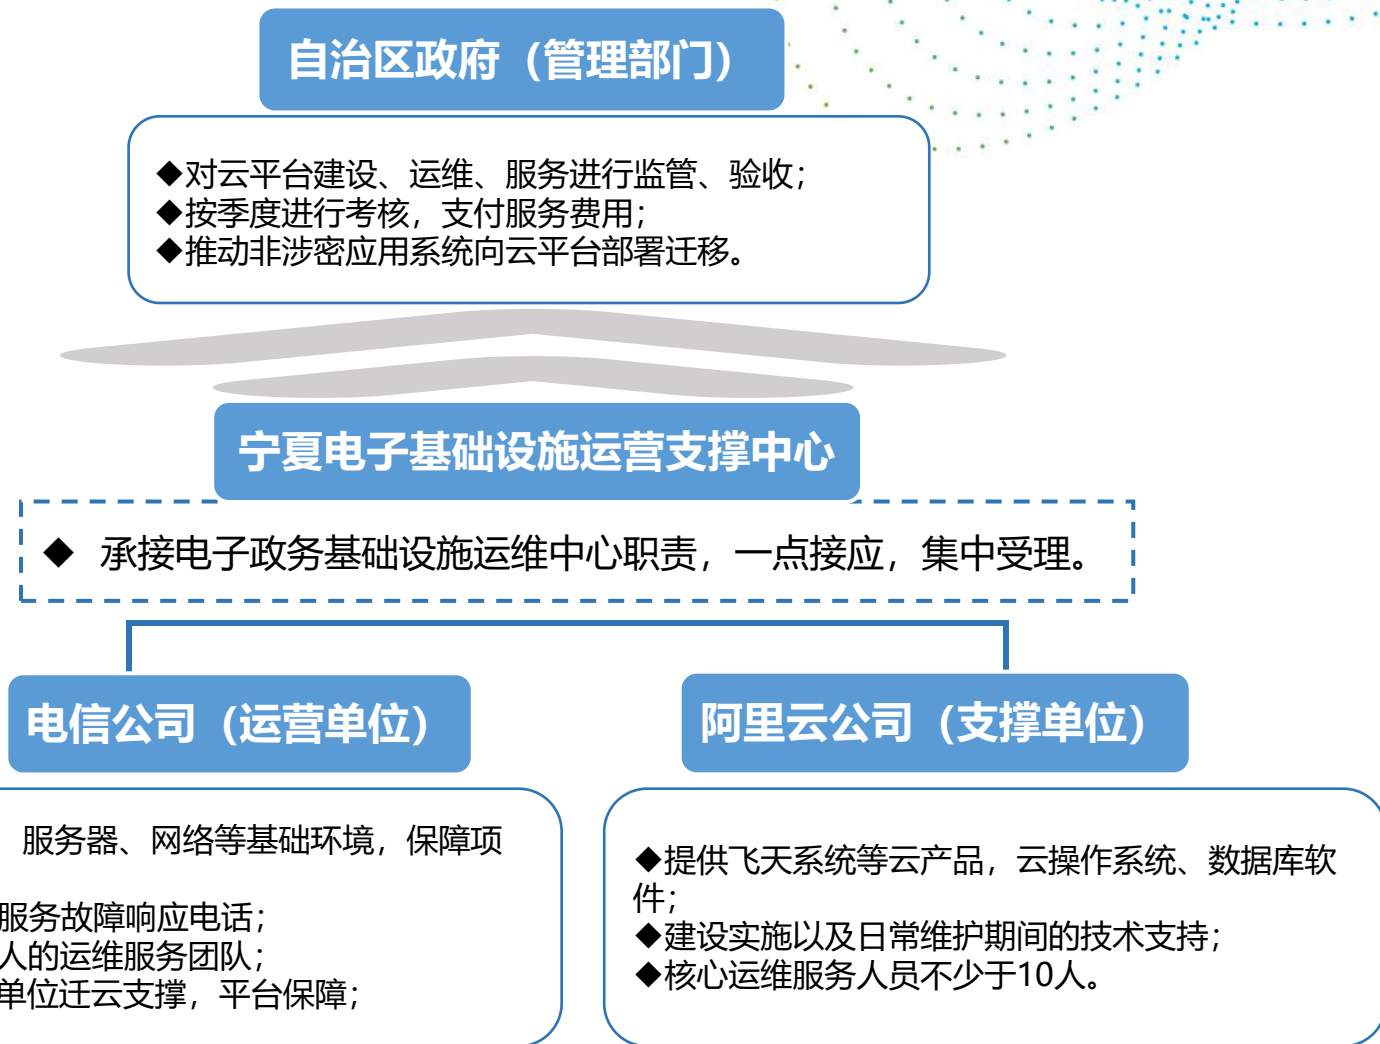 自治区政府（管理部门）
◆对云平台建设、运维、服务进行监管、验收；
◆按季度进行考核，支付服务费用；
◆推动非涉密应用系统向云平台部署迁移。
宁夏电子基础设施运营支撑中心
◆ 承接电子政务基础设施运维中心职责，一点接应，集中受理。
电信公司（运营单位）
服务器、网络等基础环境，保障项
服务故障响应电话；
人的运维服务团队；
单位迁云支撑，平台保障；
阿里云公司（支撑单位）
◆提供飞天系统等云产品，云操作系统、数据库软
件；
◆建设实施以及日常维护期间的技术支持；
◆核心运维服务人员不少于10人。